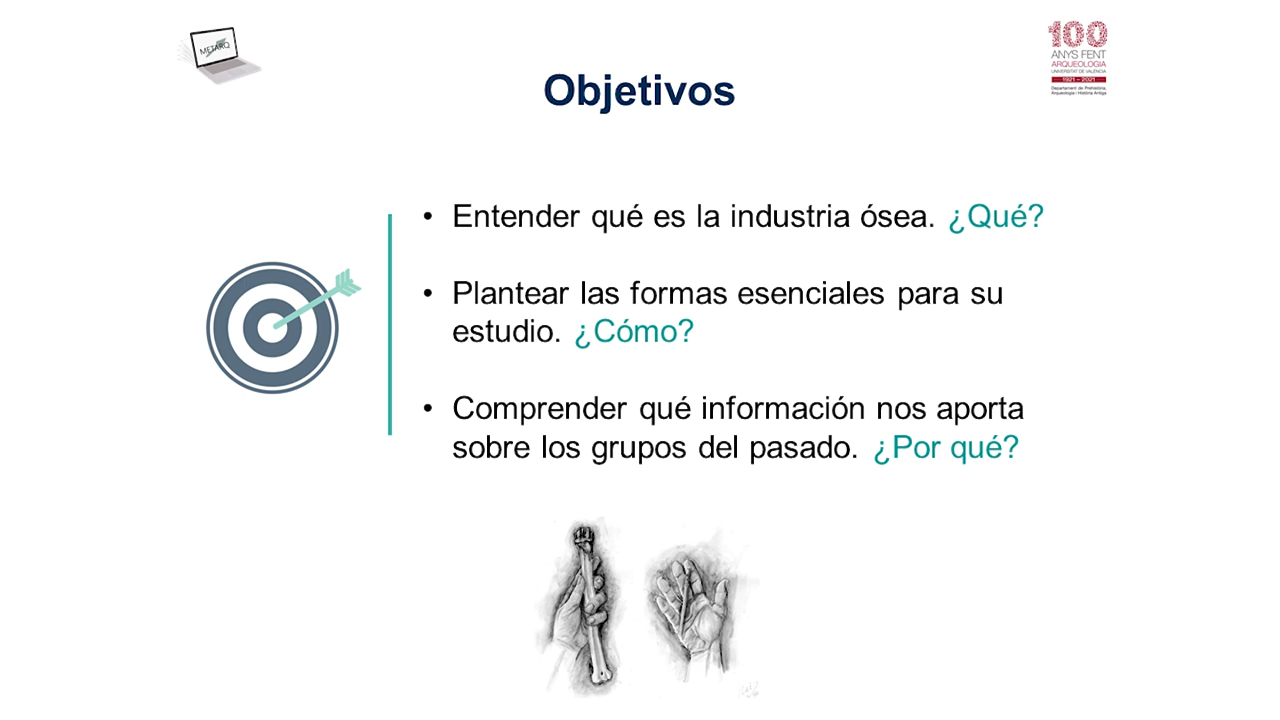 METARQ
100
ANYS FENT
ARQUEOLOGIA
UNIVERSITAT DE VALÈNCIA
1921 – 2021
Departament de Prehistòria,
Arqueologia i Història Antiga
Objetivos
• Entender qué es la industria ósea. ¿Qué?
• Plantear las formas esenciales para su
estudio. ¿Cómo?
• Comprender qué información nos aporta
sobre los grupos del pasado. ¿Por qué?